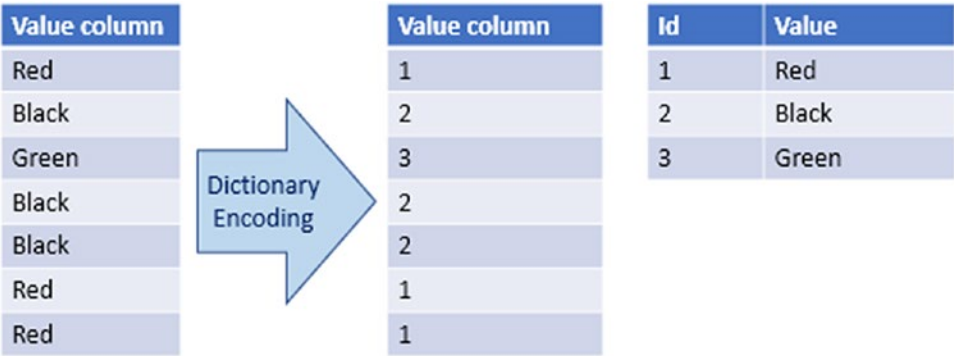 Value column
Red
Black
Green
Black
Black
Red
Red
Dictionary
Encoding
Value column
1
2
3
2
2
1
1
Id Value
1 Red
2 Black
3 Green